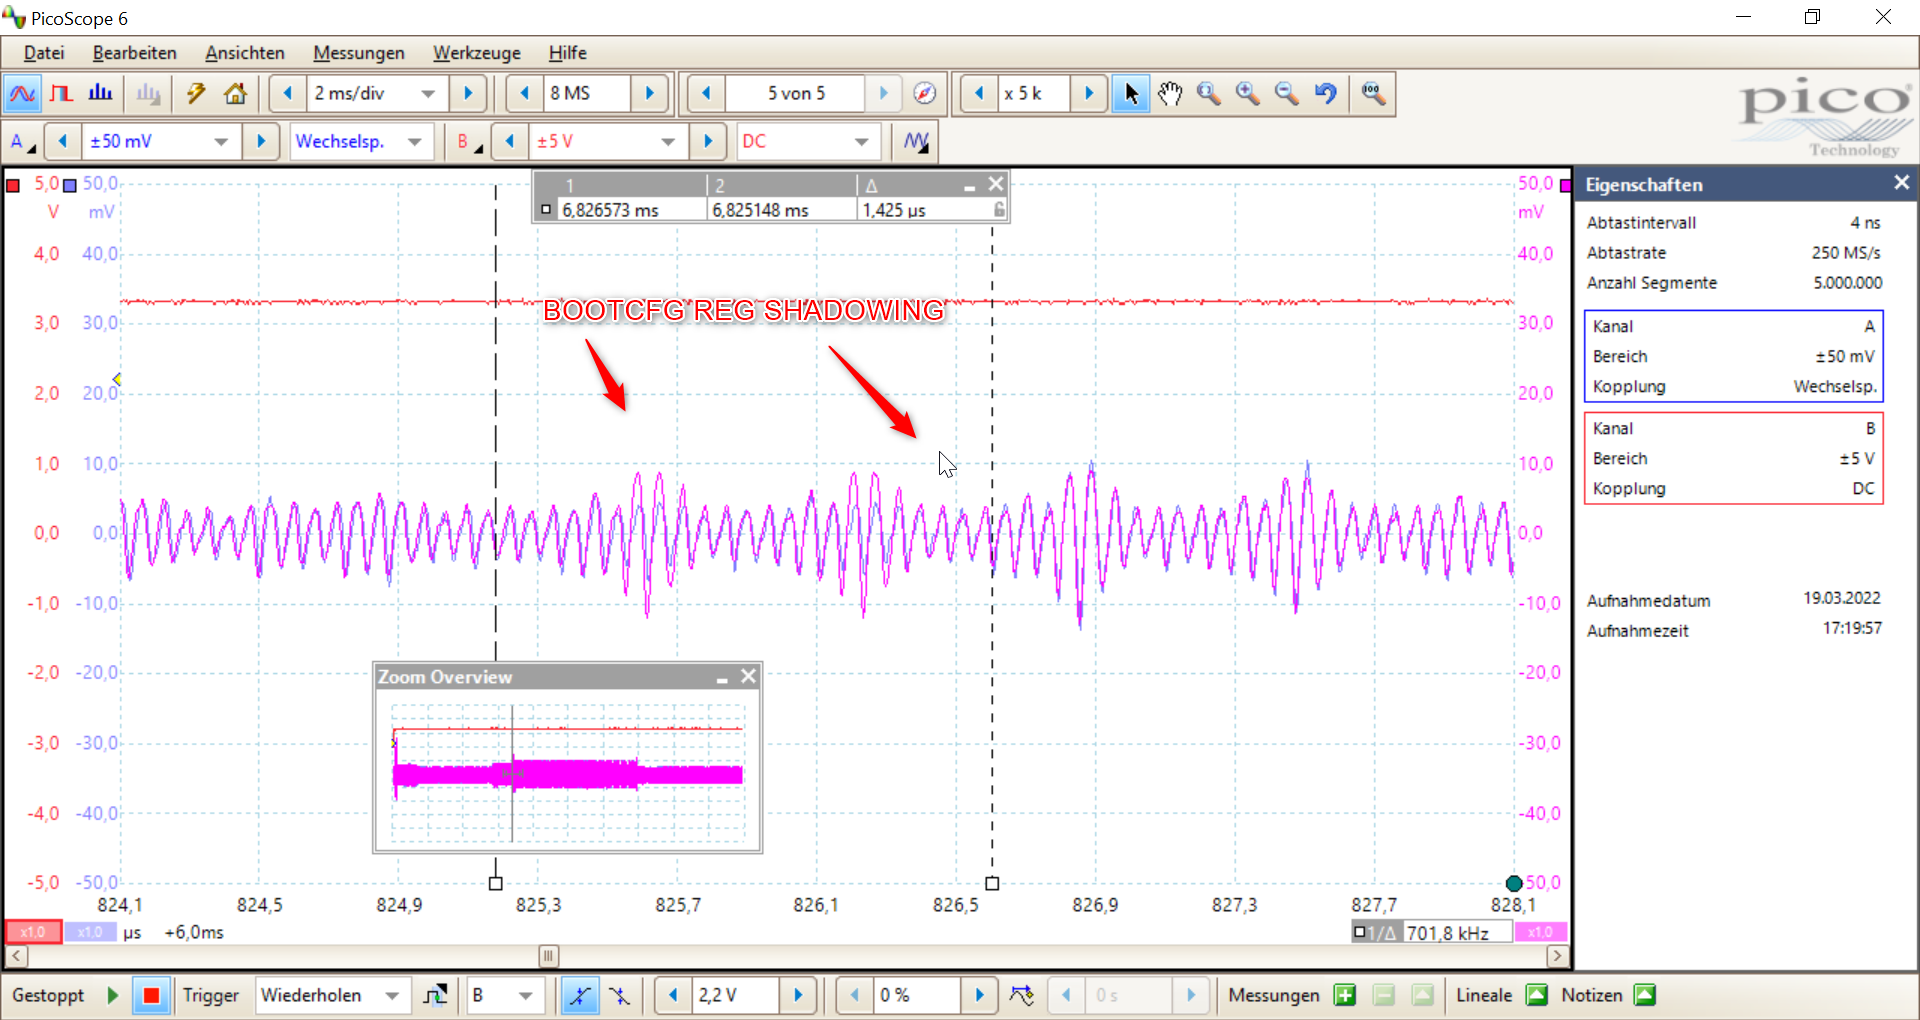 PicoScope 6
Datei Bearbeiten Ansichten Messungen Werkzeuge Hilfe
2 ms/div 8 MS 5 von 5 x 5 k
pico
Technology
A ±50 mV Wechselsp. B ±5 V DC
1 2 Δ
6,826573 ms 6,825148 ms 1,425 µs
5,0 50,0
V mV
4,0 40,0
3,0 30,0
2,0 20,0
1,0 10,0
0,0 0,0
-1,0 -10,0
-2,0 -20,0
-3,0 -30,0
-4,0 -40,0
-5,0 -50,0
BOOTCFG REG SHADOWING
Zoom Overview
50,0
mV
40,0
30,0
20,0
10,0
0,0
-10,0
-20,0
-30,0
-40,0
50,0
824,1 824,5 824,9 825,3 825,7 826,1 826,5 826,9 827,3 827,7 828,1
x1,0 x1,0 µs +6,0ms 1/Δ 701,8 kHz x1,0
Eigenschaften
Abtastintervall 4 ns
Abtastrate 250 MS/s
Anzahl Segmente 5.000.000
Kanal A
Bereich ±50 mV
Kopplung Wechselsp.
Kanal B
Bereich ±5 V
Kopplung DC
Aufnahmedatum 19.03.2022
Aufnahmezeit 17:19:57
Gestoppt Trigger Wiederholen B 2,2 V 0 % 0 s Messungen Lineale Notizen